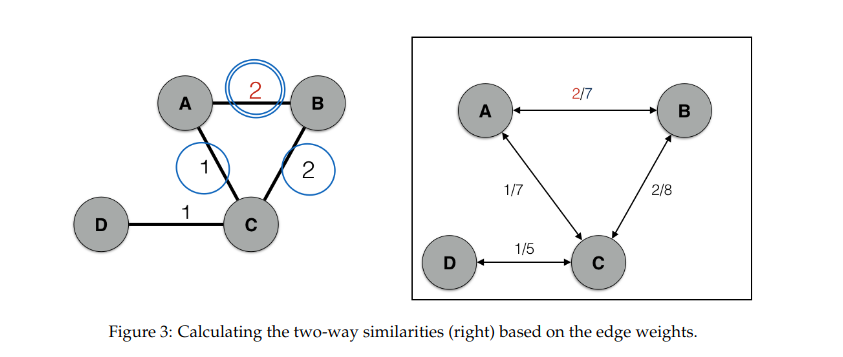 2
A
B
1
2
D
1
C
2/7
A
B
1/7
2/8
1/5
D
C
Figure 3: Calculating the two-way similarities (right) based on the edge weights.